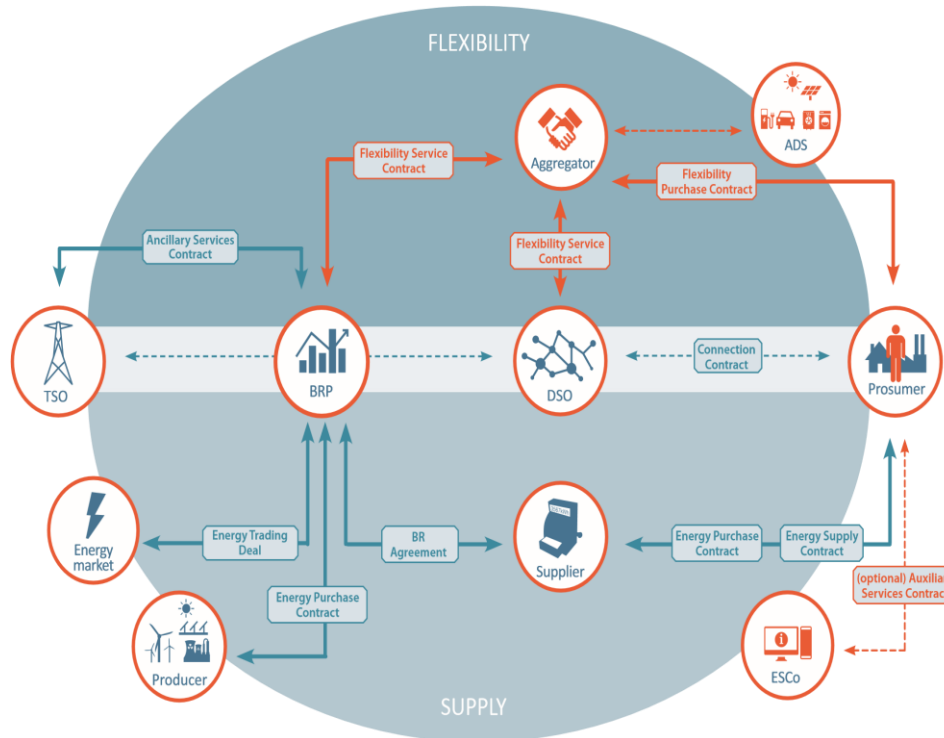 FLEXIBILITY
ADS
Aggregator
Flexibility Service
Contract
Flexibility
Purchase Contract
Ancillary Services
Contract
Flexibility Service
Contract
TSO
BRP
DSO
Connection
Contract
Prosumer
Energy
market
Energy Trading
Deal
BR
Agreement
Supplier
Energy Purchase
Contract
Energy Supply
Contract
Energy Purchase
Contract
(optional) Auxilian
Services Contract
Producer
ESCo
SUPPLY